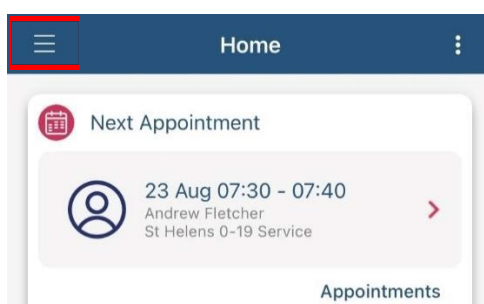 Home
Next Appointment
23 Aug 07:30 - 07:40
Andrew Fletcher
St Helens 0-19 Service
Appointments